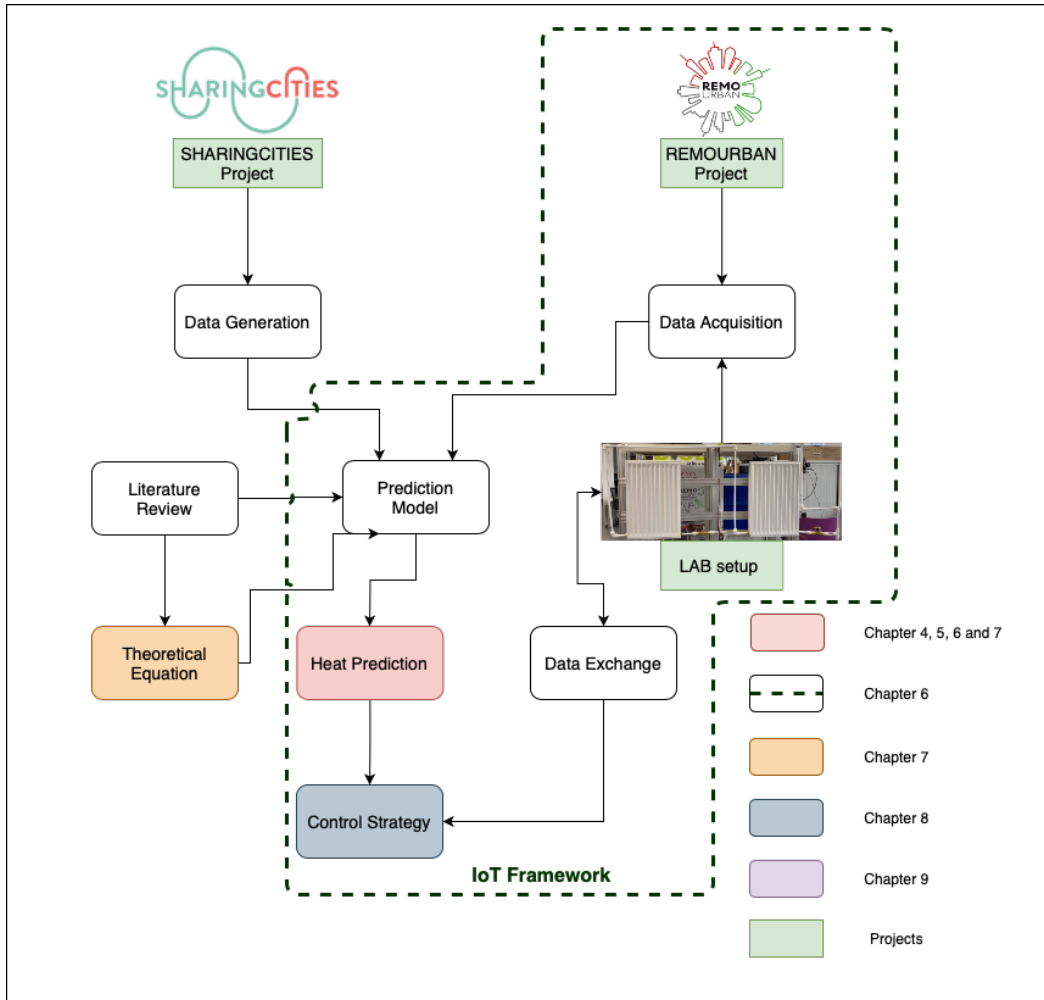 SHARINGCITIES
REMO
URBAN
SHARINGCITIES
Project
REMOURBAN
Project
Data Generation
Data Acquisition
Literature
Review
Prediction
Model
LAB setup
Theoretical
Equation
Heat Prediction
Data Exchange
Control Strategy
IoT Framework
Chapter 4, 5, 6 and 7
Chapter 6
Chapter 7
Chapter 8
Chapter 9
Projects